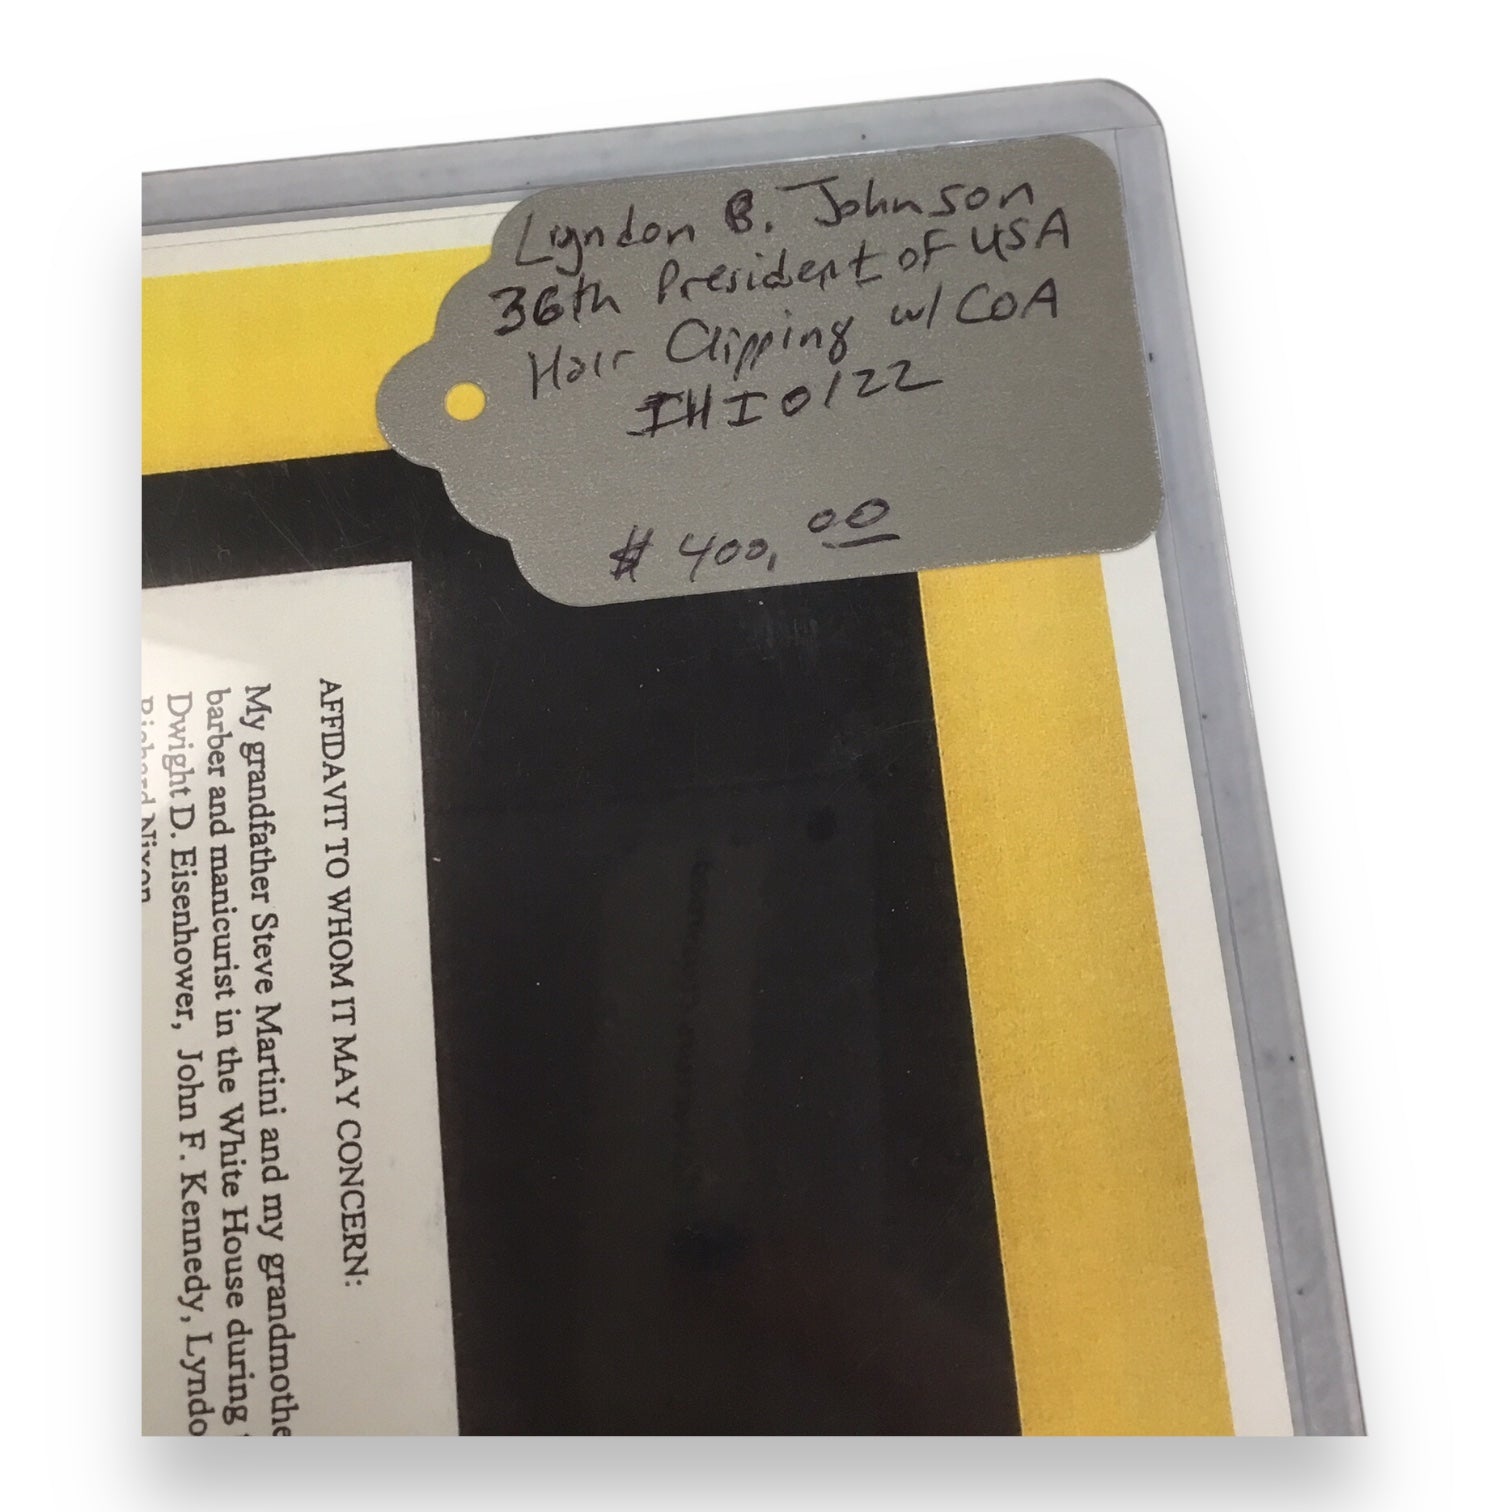 Lyndon B. Johnson
36th President of USA
Hair Clipping w/ COA
IHI0122
$400.00
AFFIDAVIT TO WHOM IT MAY CONCERN:
My grandfather Steve Martini and my grandmothe
barber and manicurist in the White House during
Dwight D. Eisenhower, John F. Kennedy, Lyndo
Richard Nixon